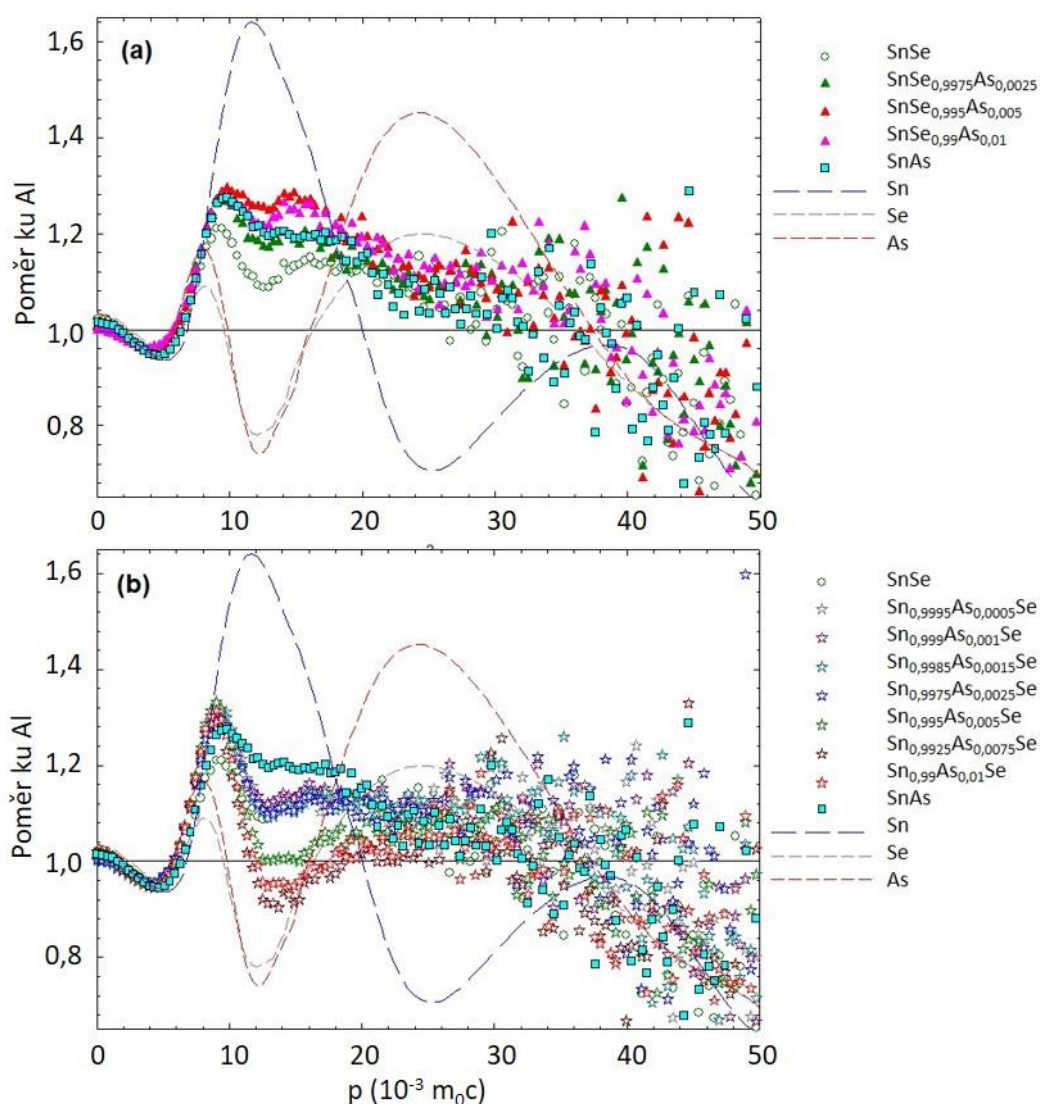 (a)
1,6
1,4
1,2
1,0
0,8
Poměr ku Al
0 10 20 30 40 50
SnSe
SnSe0,9975As0,0025
SnSe0,995As0,005
SnSe0,99As0,01
SnAs
Sn
Se
As
(b)
1,6
1,4
1,2
1,0
0,8
Poměr ku Al
0 10 20 30 40 50
p (10-3 m0c)
SnSe
Sn0,9995As0,0005Se
Sn0,999As0,001Se
Sn0,9985As0,0015Se
Sn0,9975As0,0025Se
Sn0,995As0,005Se
Sn0,9925As0,0075Se
Sn0,99As0,01Se
SnAs
Sn
Se
As